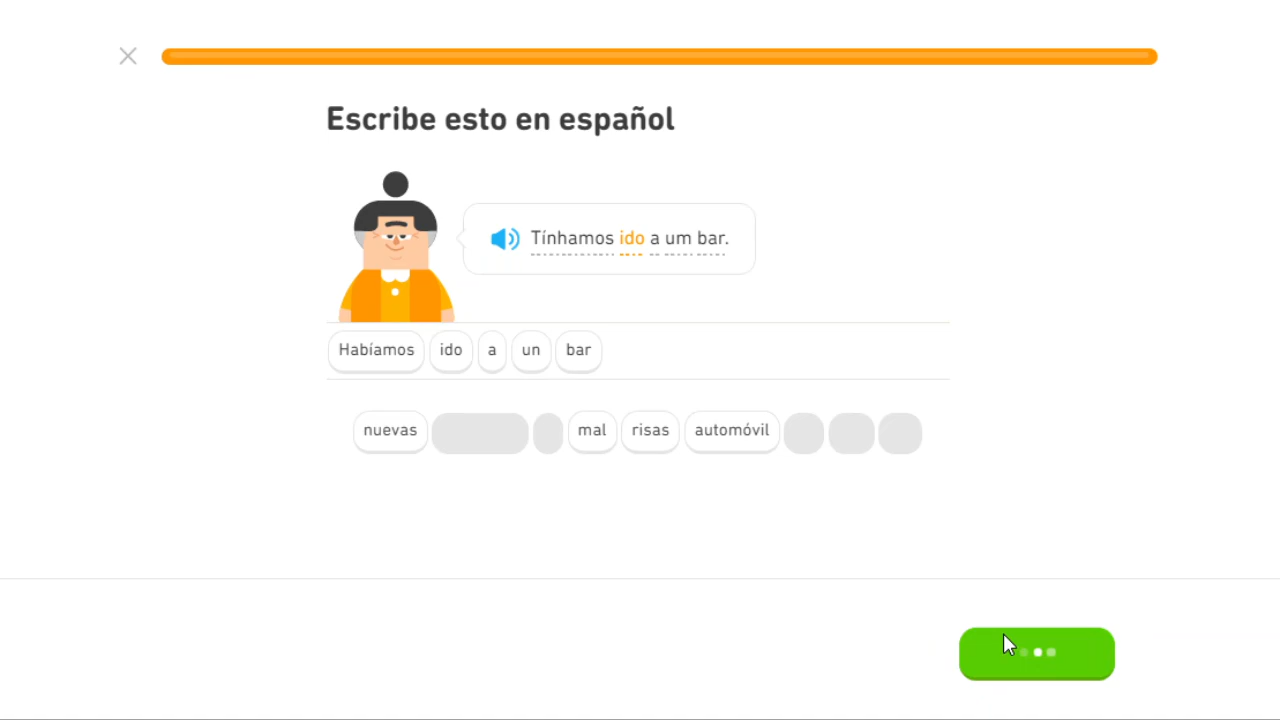 Escribe esto en español
Tínhamos ido a um bar.
Habíamos ido a un bar
nuevas mal risas automóvil